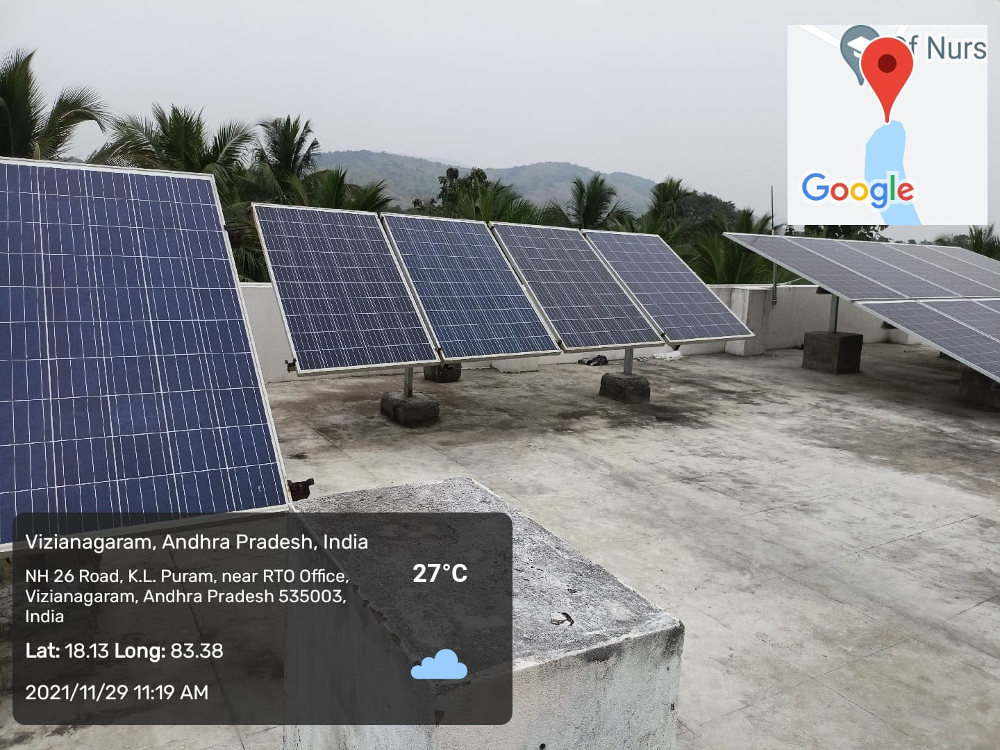 of Nurs
Google
Vizianagaram, Andhra Pradesh, India
NH 26 Road, K.L. Puram, near RTO Office,
Vizianagaram, Andhra Pradesh 535003,
India
27°C
Lat: 18.13 Long: 83.38
2021/11/29 11:19 AM